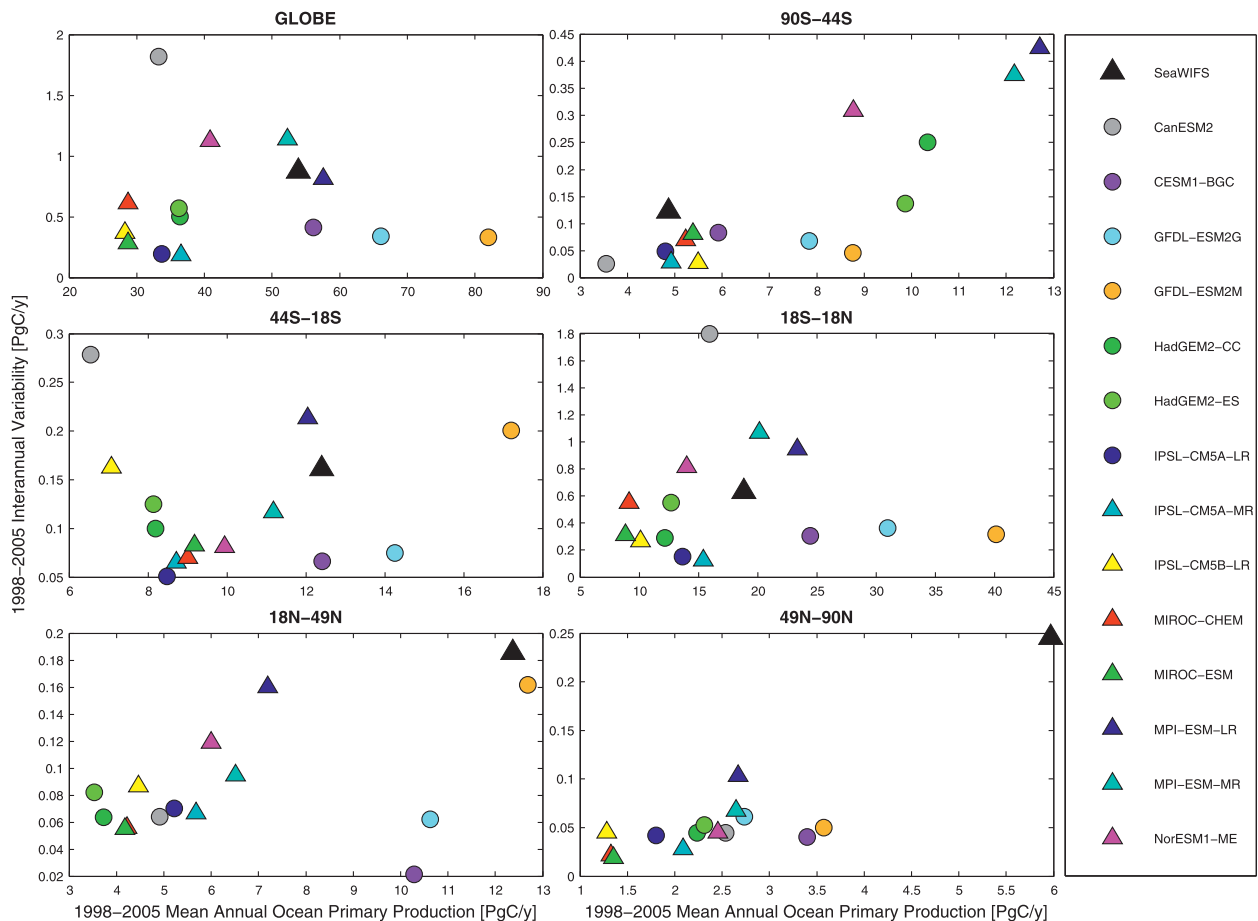 GLOBE
2
1.5
1
0.5
0
20 30 40 50 60 70 80 90
90S−44S
0.45
0.4
0.35
0.3
0.25
0.2
0.15
0.1
0.05
0
3 4 5 6 7 8 9 10 11 12 13
44S−18S
0.3
0.25
0.2
0.15
0.1
0.05
6 8 10 12 14 16 18
18S−18N
1.8
1.6
1.4
1.2
1
0.8
0.6
0.4
0.2
0
5 10 15 20 25 30 35 40 45
18N−49N
0.2
0.18
0.16
0.14
0.12
0.1
0.08
0.06
0.04
0.02
3 4 5 6 7 8 9 10 11 12 13
49N−90N
0.25
0.2
0.15
0.1
0.05
0
1 1.5 2 2.5 3 3.5 4 4.5 5 5.5 6
1998−2005 Interannual Variability [PgC/y]
1998−2005 Mean Annual Ocean Primary Production [PgC/y]
1998−2005 Mean Annual Ocean Primary Production [PgC/y]
SeaWIFS
CanESM2
CESM1−BGC
GFDL−ESM2G
GFDL−ESM2M
HadGEM2−CC
HadGEM2−ES
IPSL−CM5A−LR
IPSL−CM5A−MR
IPSL−CM5B−LR
MIROC−CHEM
MIROC−ESM
MPI−ESM−LR
MPI−ESM−MR
NorESM1−ME